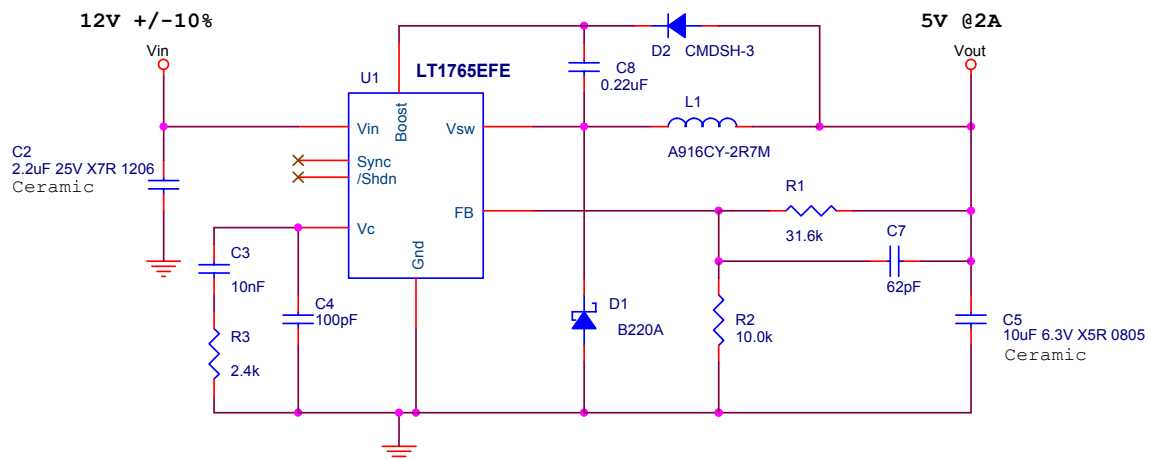 12V +/-10%
5V @2A
Vin
Vout
D2 CMDSH-3
C8
0.22uF
U1
LT1765EFE
L1
A916CY-2R7M
Vin
Boost
Vsw
Sync
/Shdn
FB
Vc
Gnd
C2
2.2uF 25V X7R 1206
Ceramic
R1
31.6k
C7
62pF
C3
10nF
C4
100pF
R3
2.4k
D1
B220A
R2
10.0k
C5
10uF 6.3V X5R 0805
Ceramic